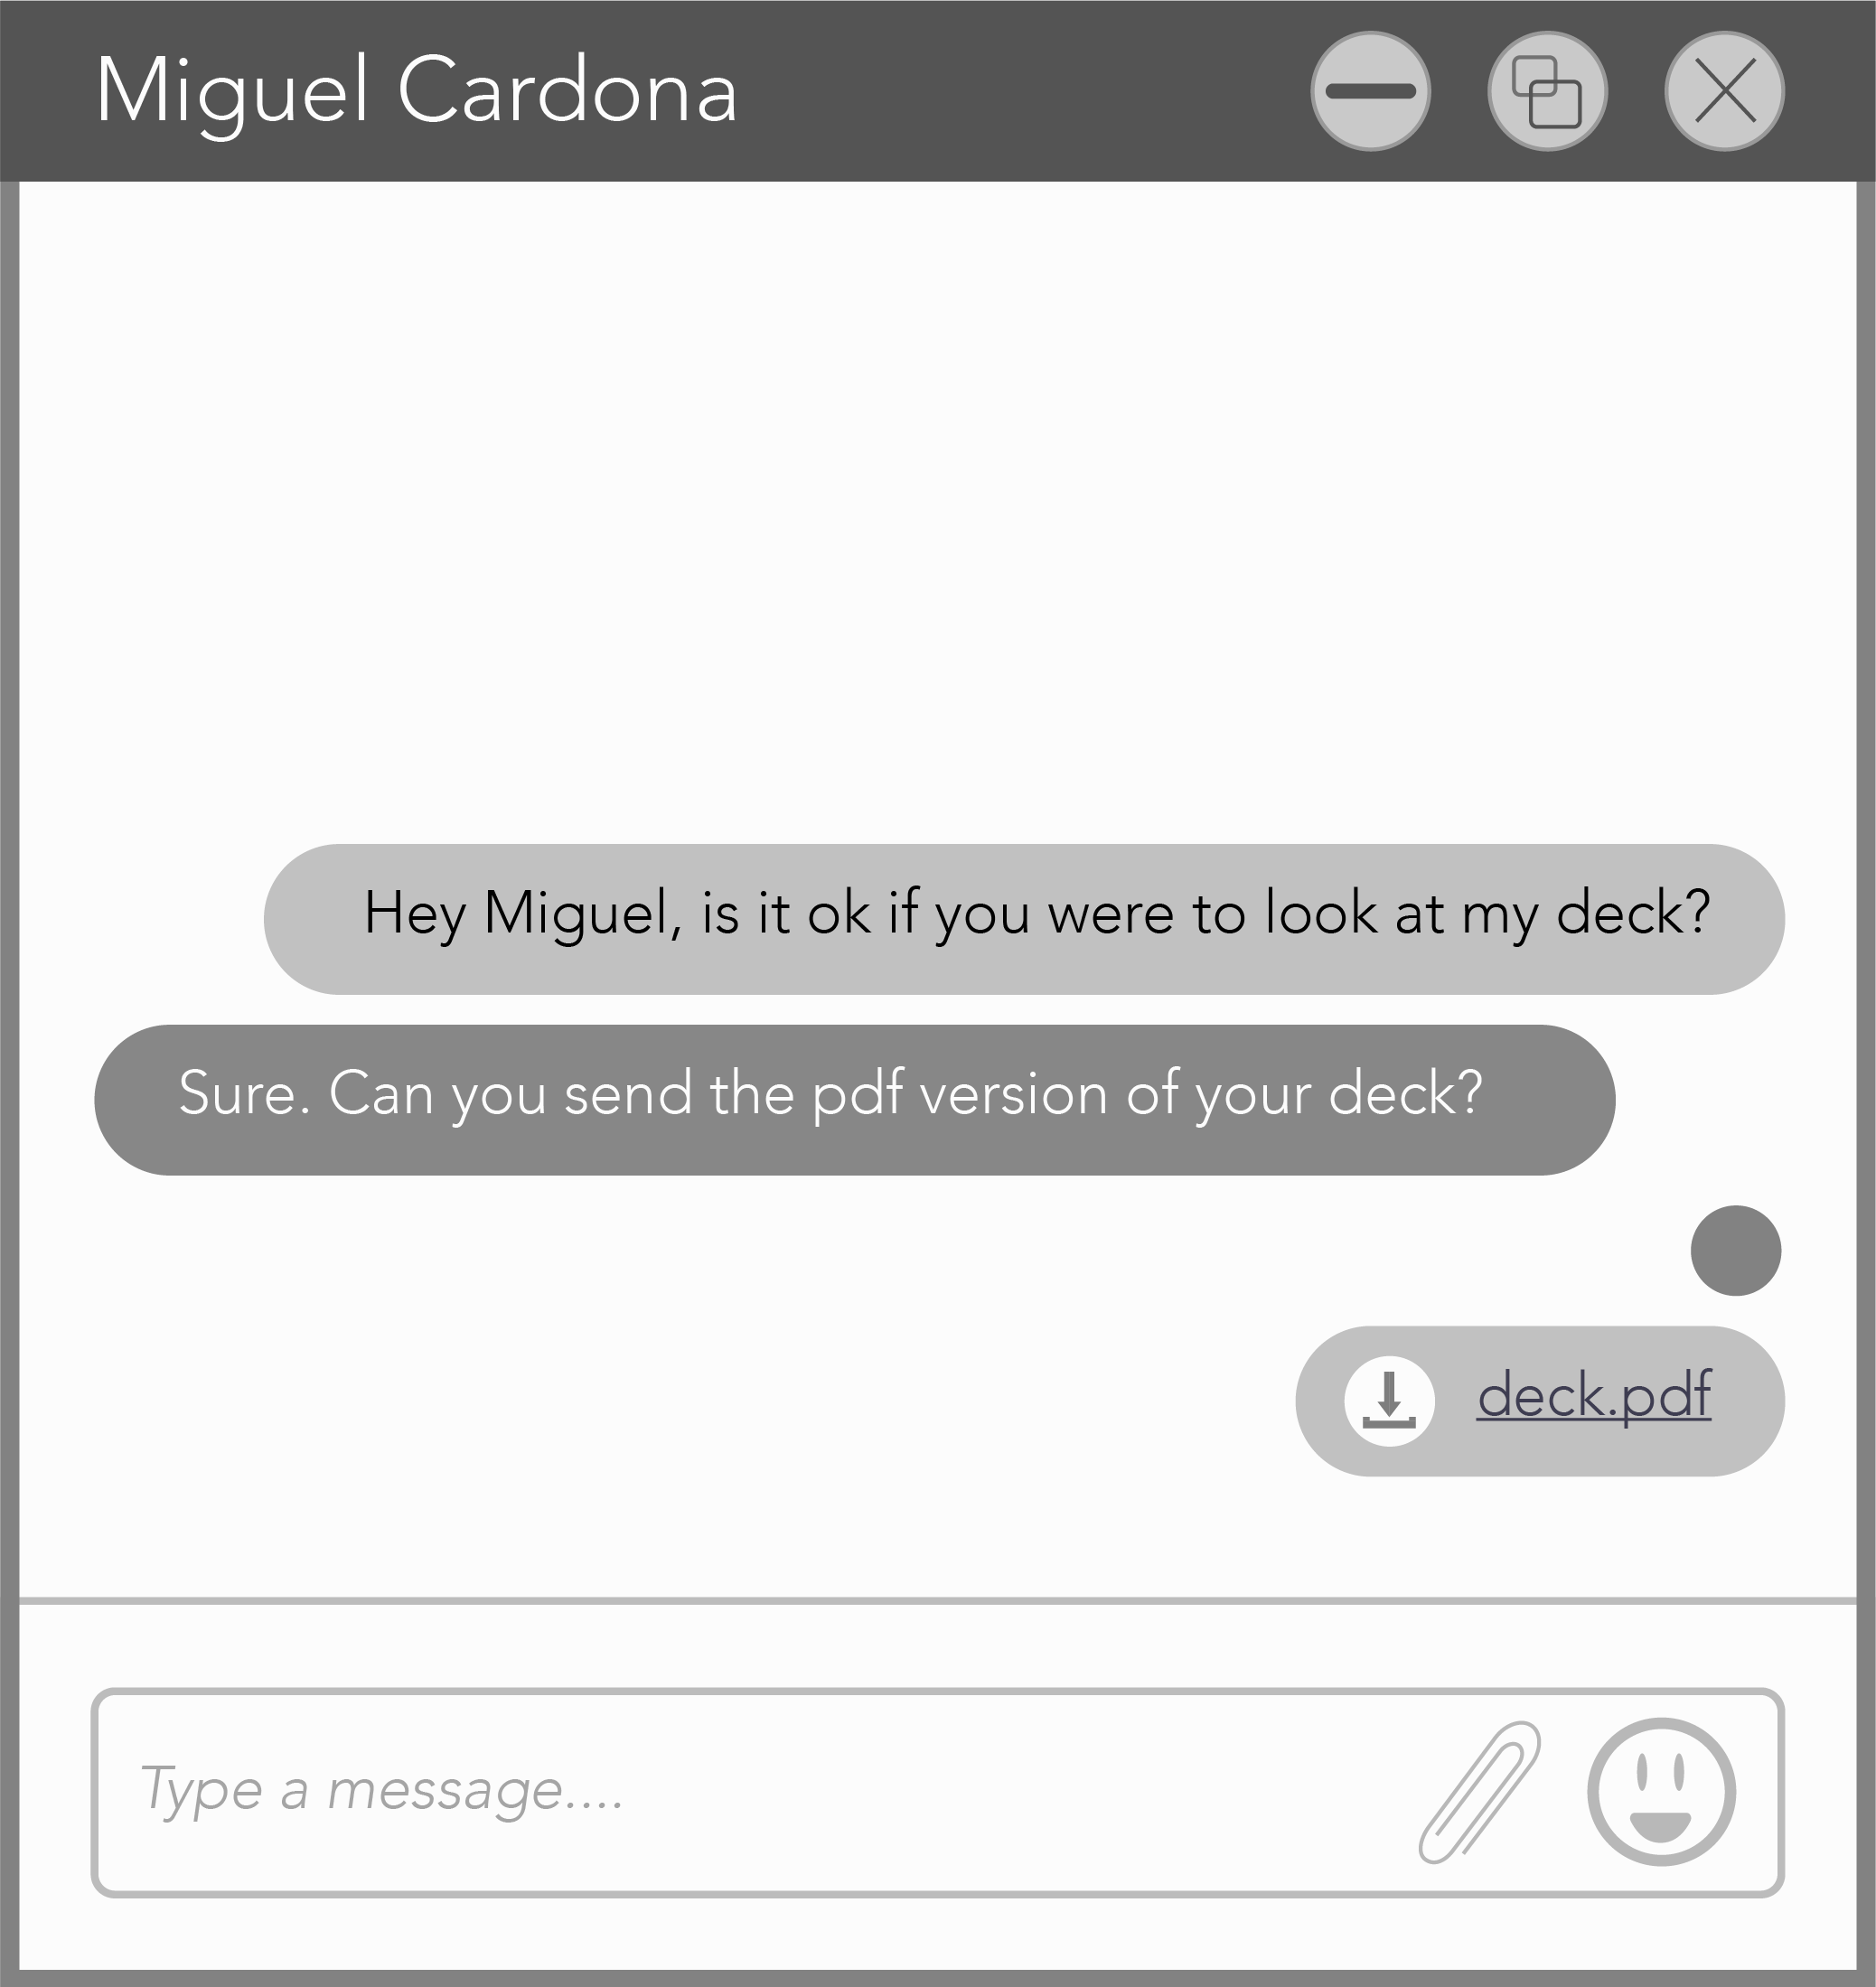 Miguel Cardona
Hey Miguel, is it ok if you were to look at my deck?
Sure. Can you send the pdf version of your deck?
deck.pdf
Type a message....